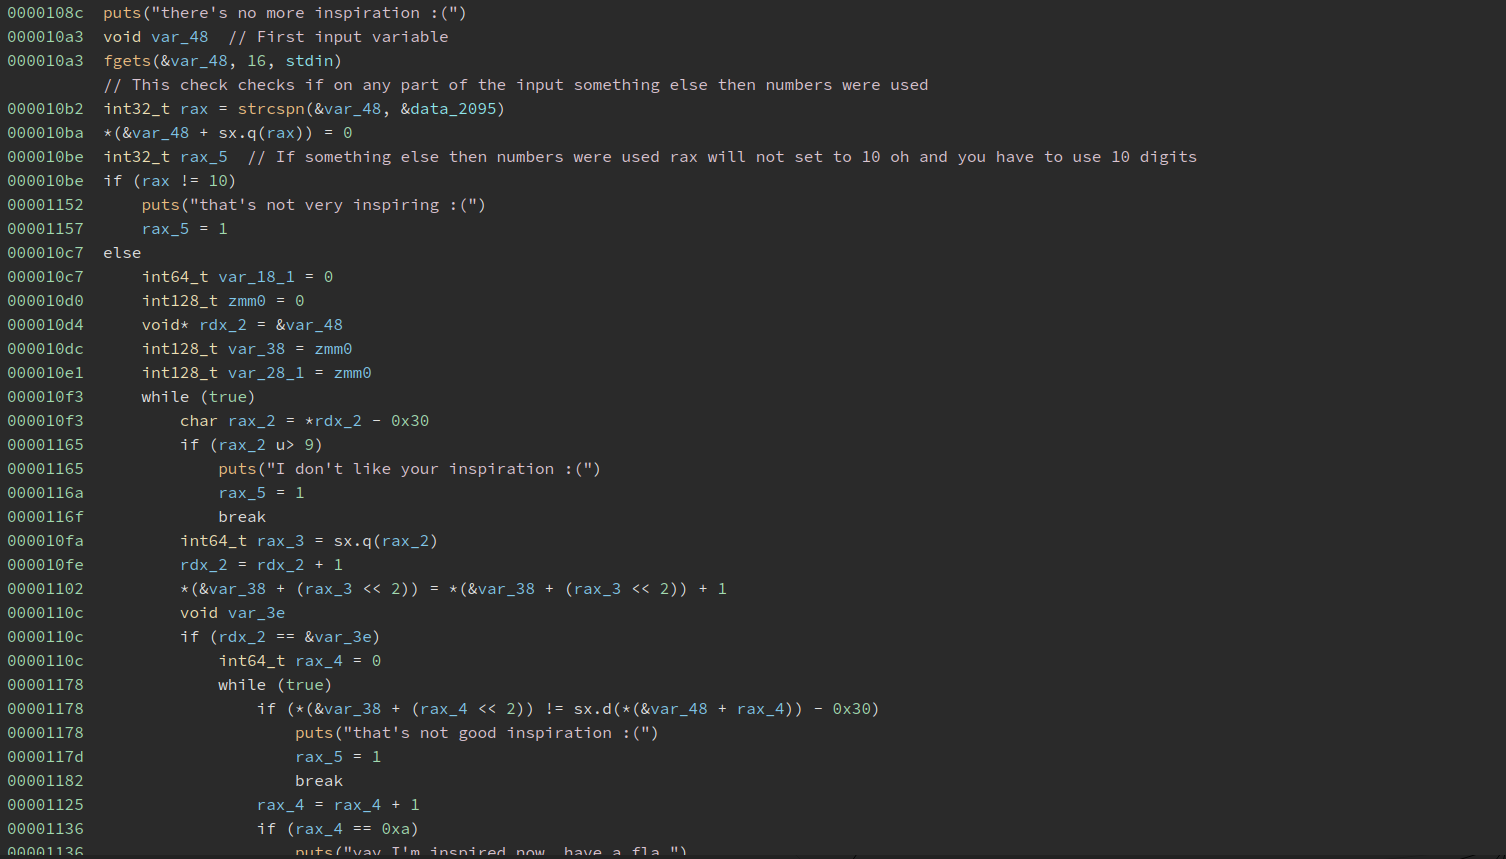 0000108c  puts("there's no more inspiration :(")
000010a3  void var_48  // First input variable
000010a3  fgets(&var_48, 16, stdin)
          // This check checks if on any part of the input something else then numbers were used
000010b2  int32_t rax = strcspn(&var_48, &data_2095)
000010ba  *(&var_48 + sx.q(rax)) = 0
000010be  int32_t rax_5  // If something else then numbers were used rax will not set to 10 oh and you have to use 10 digits
000010be  if (rax != 10)
00001152      puts("that's not very inspiring :(")
00001157      rax_5 = 1
000010c7  else
000010c7      int64_t var_18_1 = 0
000010d0      int128_t zmm0 = 0
000010d4      void* rdx_2 = &var_48
000010dc      int128_t var_38 = zmm0
000010e1      int128_t var_28_1 = zmm0
000010f3      while (true)
000010f3          char rax_2 = *rdx_2 - 0x30
00001165          if (rax_2 u> 9)
00001165              puts("I don't like your inspiration :(")
0000116a              rax_5 = 1
0000116f              break
000010fa          int64_t rax_3 = sx.q(rax_2)
000010fe          rdx_2 = rdx_2 + 1
00001102          *(&var_38 + (rax_3 << 2)) = *(&var_38 + (rax_3 << 2)) + 1
0000110c          void var_3e
0000110c          if (rdx_2 == &var_3e)
0000110c              int64_t rax_4 = 0
00001178              while (true)
00001178                  if (*(&var_38 + (rax_4 << 2)) != sx.d(*(&var_48 + rax_4)) - 0x30)
00001178                      puts("that's not good inspiration :(")
0000117d                      rax_5 = 1
00001182                      break
00001125                  rax_4 = rax_4 + 1
00001136                  if (rax_4 == 0xa)
00001136                      puts("yay I'm inspired now, have a fla…")